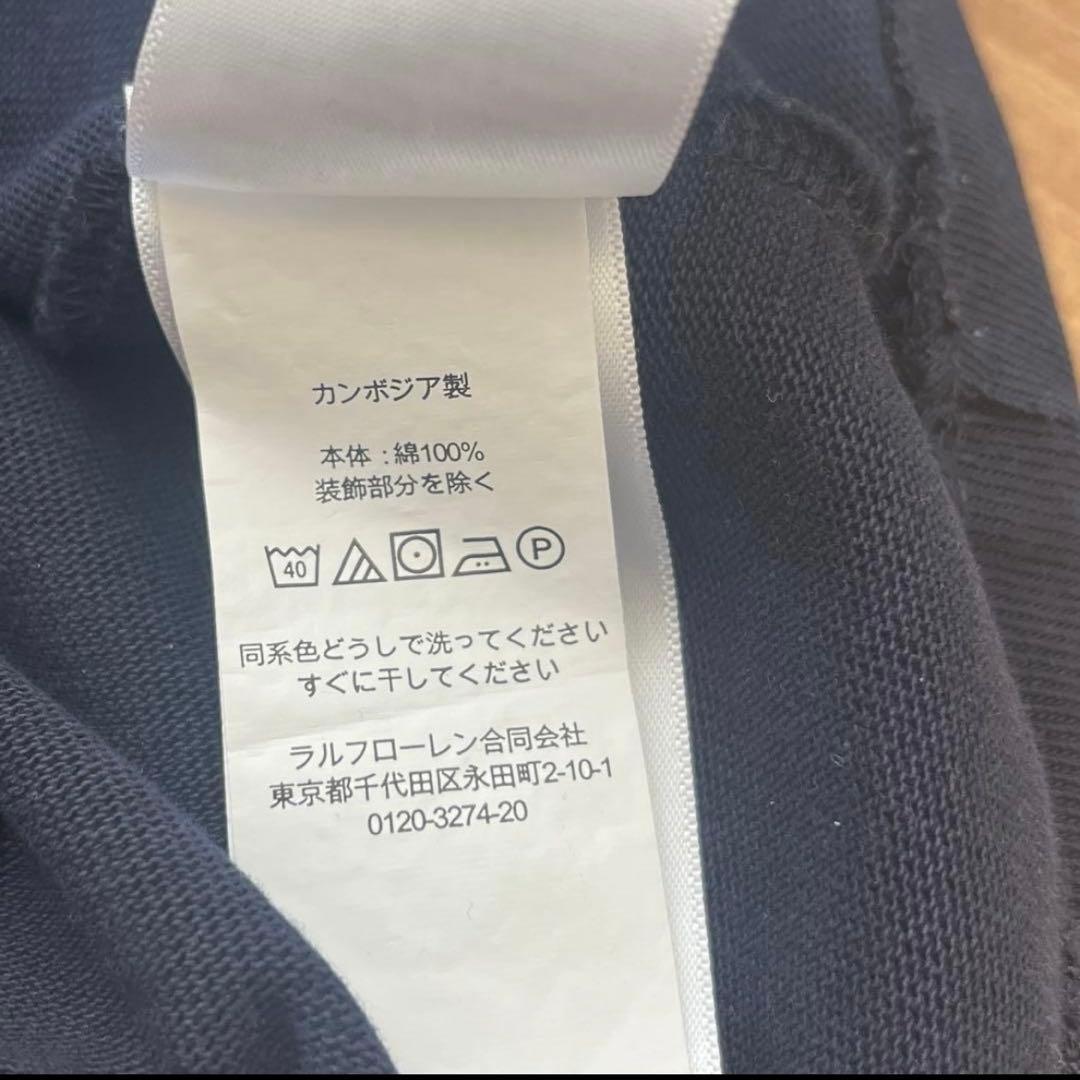 カンボジア製
本体：綿100%
装飾部分を除く
40 P
同系色どうしで洗ってください
すぐに干してください
ラルフローレン合同会社
東京都千代田区永田町2-10-1
0120-3274-20